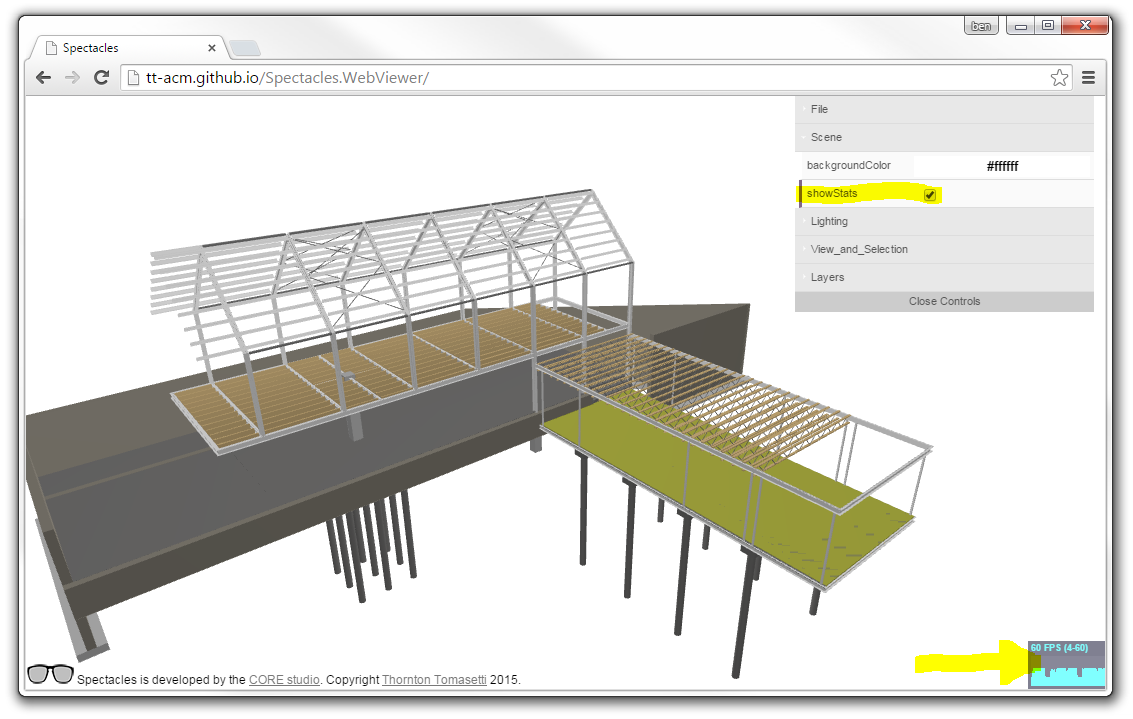 ben
Spectacles
tt-acm.github.io/Spectacles.WebViewer/
File
Scene
backgroundColor #ffffff
showStats
Lighting
View_and_Selection
Layers
Close Controls
60 FPS (4-60)
Spectacles is developed by the CORE studio. Copyright Thornton Tomasetti 2015.